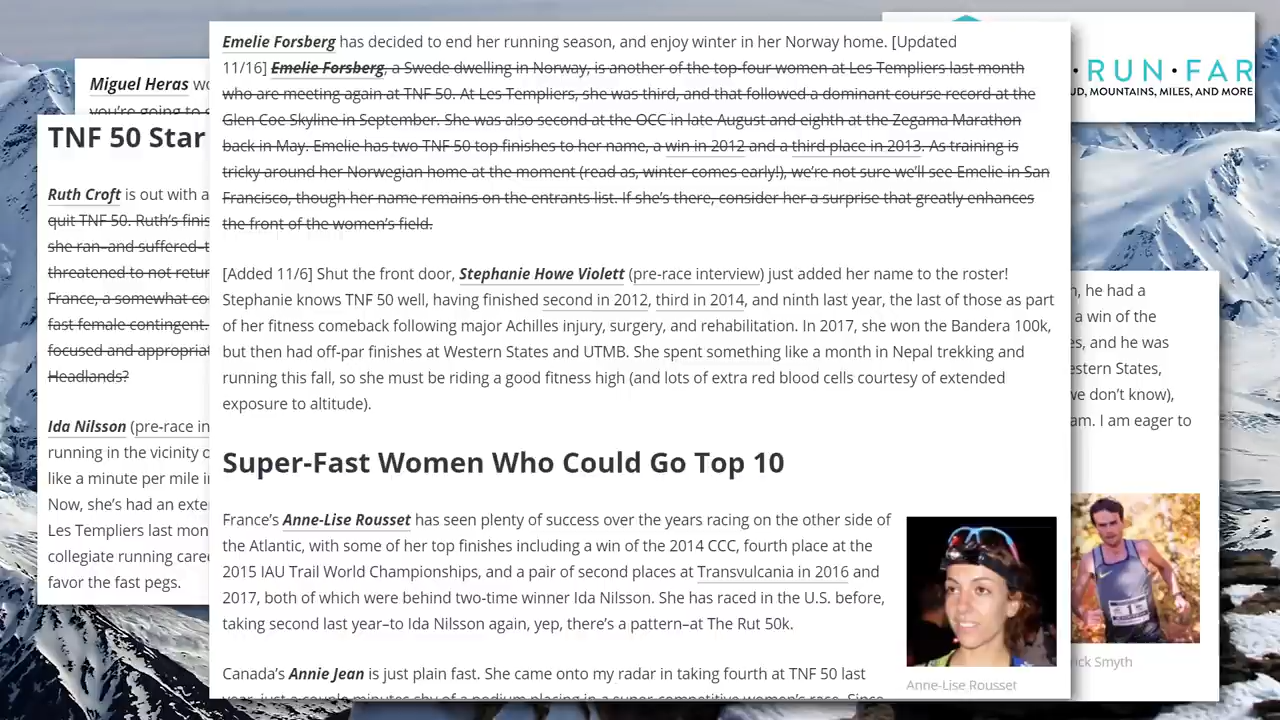 Emelie Forsberg has decided to end her running season, and enjoy winter in her Norway home. [Updated
11/16] Emelie Forsberg, a Swede dwelling in Norway, is another of the top-four women at Les Templiers last month
who are meeting again at TNF 50. At Les Templiers, she was third, and that followed a dominant course record at the
Glen Coe Skyline in September. She was also second at the OCC in late August and eighth at the Zegama Marathon
back in May. Emelie has two TNF 50 top finishes to her name, a win in 2012 and a third place in 2013. As training is
tricky around her Norwegian home at the moment (read as, winter comes early!), we're not sure we'll see Emelie in San
Francisco, though her name remains on the entrants list. If she's there, consider her a surprise that greatly enhances
the front of the women's field.
[Added 11/6] Shut the front door, Stephanie Howe Violett (pre-race interview) just added her name to the roster!
Stephanie knows TNF 50 well, having finished second in 2012, third in 2014, and ninth last year, the last of those as part
of her fitness comeback following major Achilles injury, surgery, and rehabilitation. In 2017, she won the Bandera 100k,
but then had off-par finishes at Western States and UTMB. She spent something like a month in Nepal trekking and
running this fall, so she must be riding a good fitness high (and lots of extra red blood cells courtesy of extended
exposure to altitude).
Super-Fast Women Who Could Go Top 10
France's Anne-Lise Rousset has seen plenty of success over the years racing on the other side of
the Atlantic, with some of her top finishes including a win of the 2014 CCC, fourth place at the
2015 IAU Trail World Championships, and a pair of second places at Transvulcania in 2016 and
2017, both of which were behind two-time winner Ida Nilsson. She has raced in the U.S. before,
taking second last year–to Ida Nilsson again, yep, there's a pattern–at The Rut 50k.
Anne-Lise Rousset
Canada's Annie Jean is just plain fast. She came onto my radar in taking fourth at TNF 50 last
year, just a couple minutes shy of a podium placing in a super-competitive women's race. Since
Miguel Heras
you're going to
TNF 50 Star
Ruth Croft is out with a
quit TNF 50. Ruth's
she ran–and suffered–
threatened to not
France, a somewhat
fast female contingent.
focused and
Headlands?
Ida Nilsson (pre-race
running in the vicinity
like a minute per mile
Now, she's had an
Les Templiers last
collegiate running
favor the fast pegs.
RUN • FAR
MOUNTAINS, MILES, AND MORE
he had a
a win of the
and he was
States,
we don't know),
I am eager to
Smyth